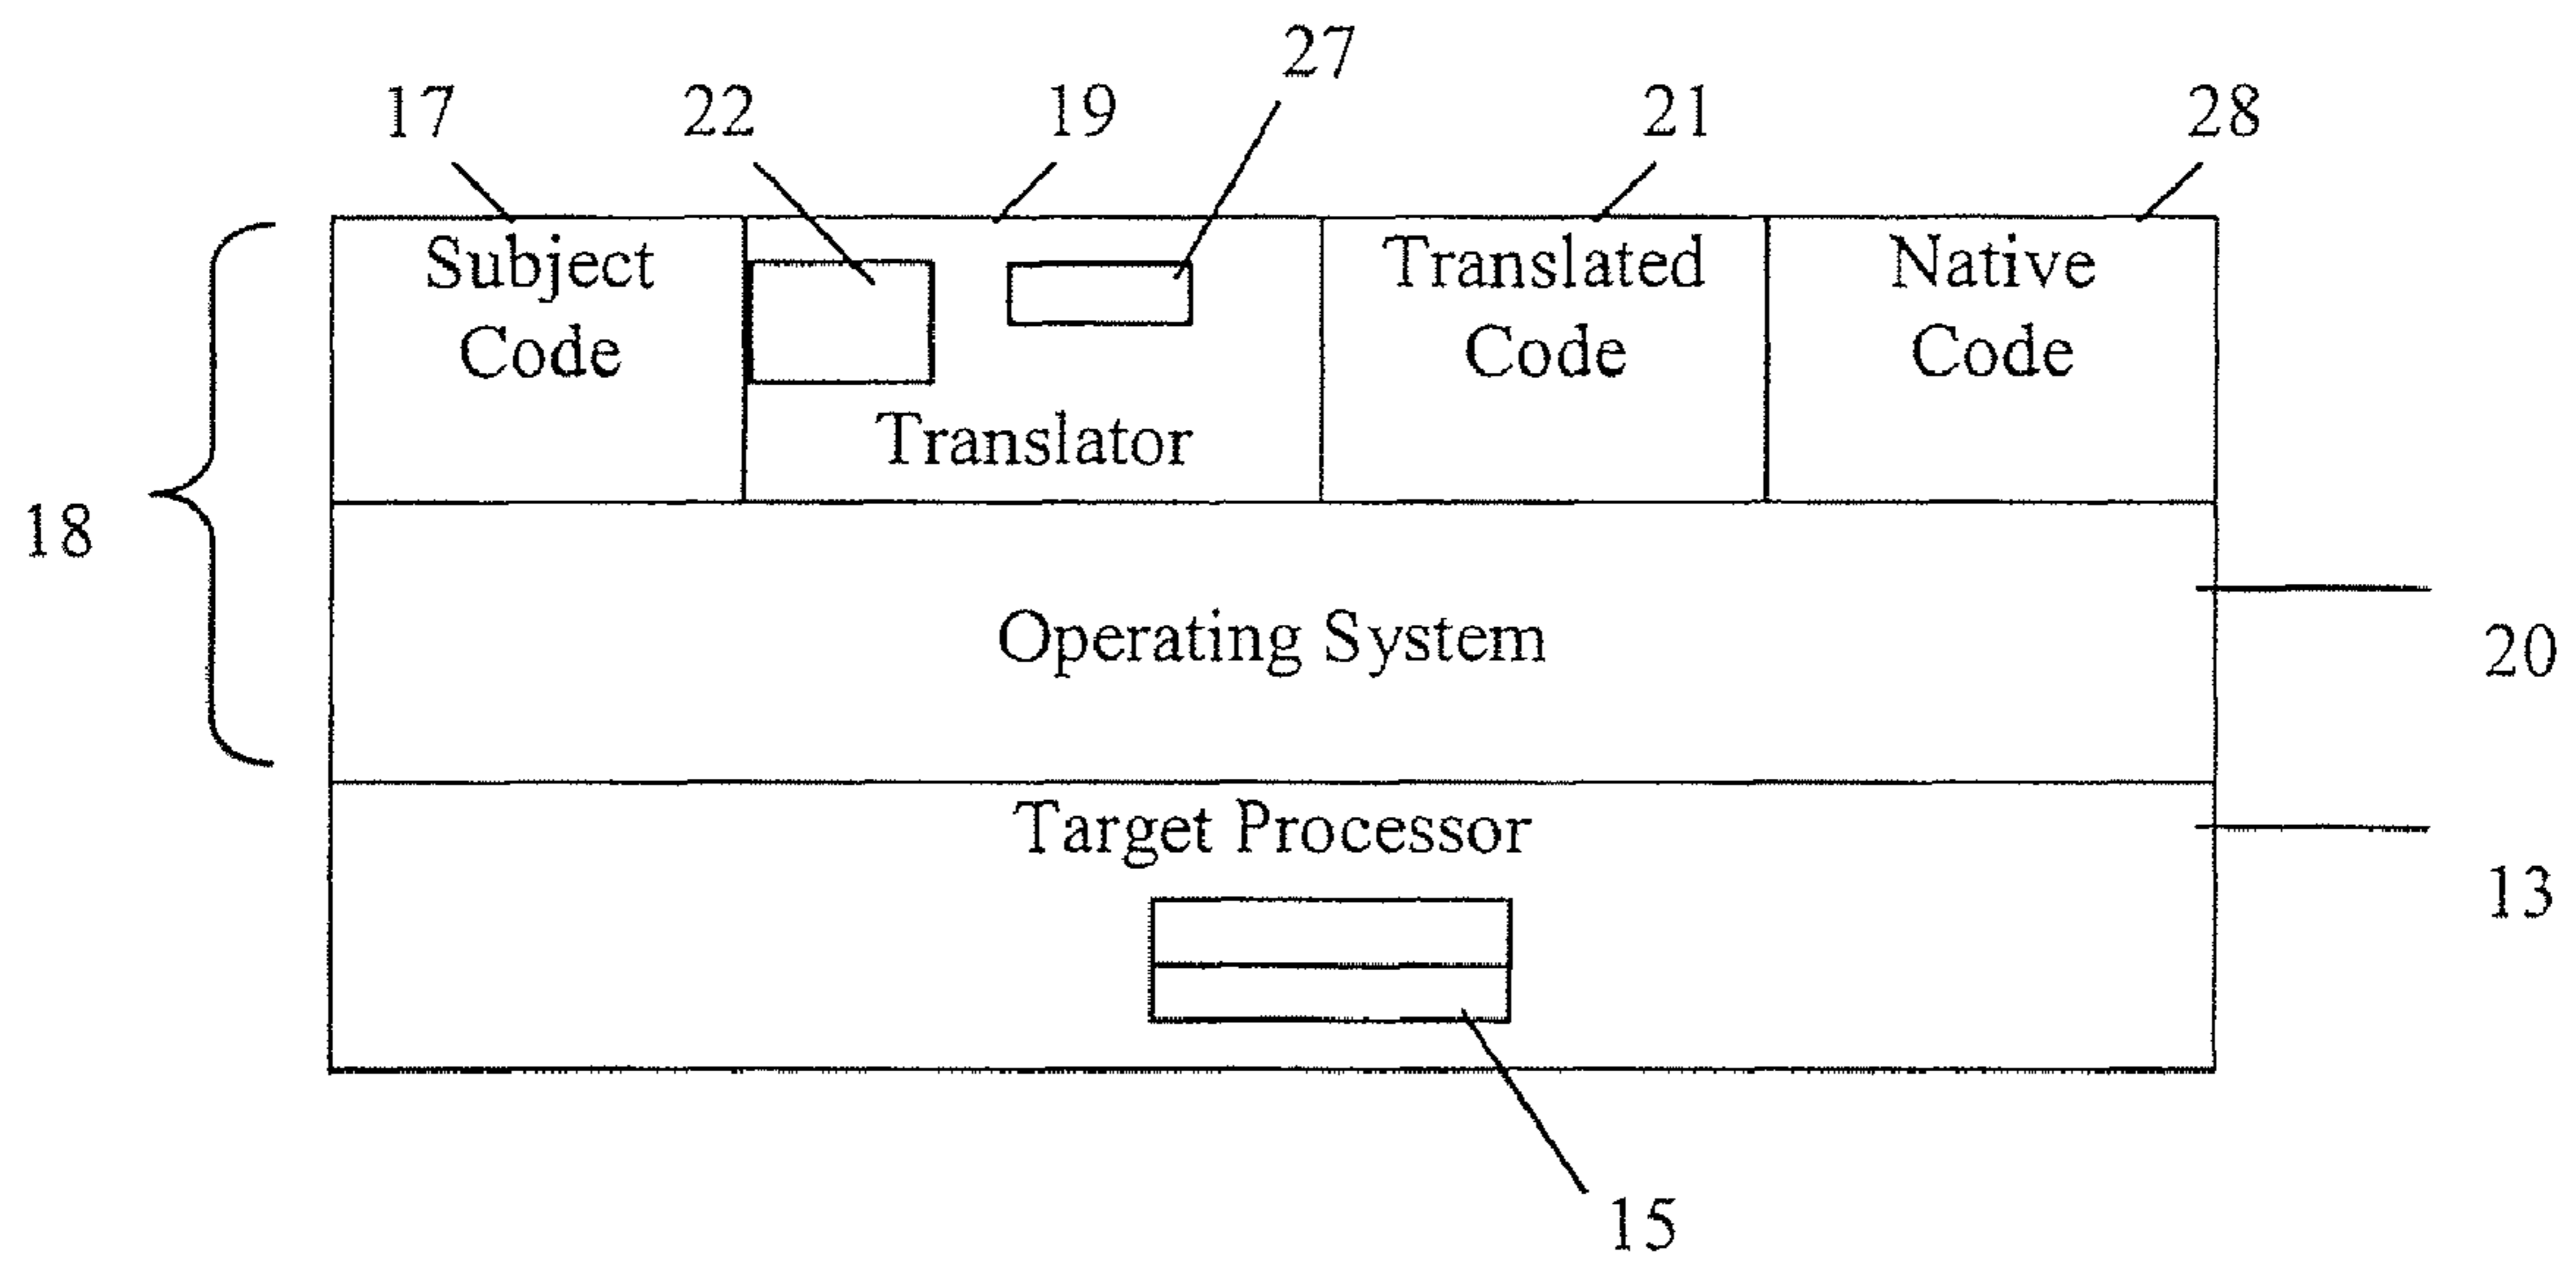 27
17 22 19 21 28
Subject Code
Translator
Translated Code
Native Code
18
Operating System
20
Target Processor
13
15